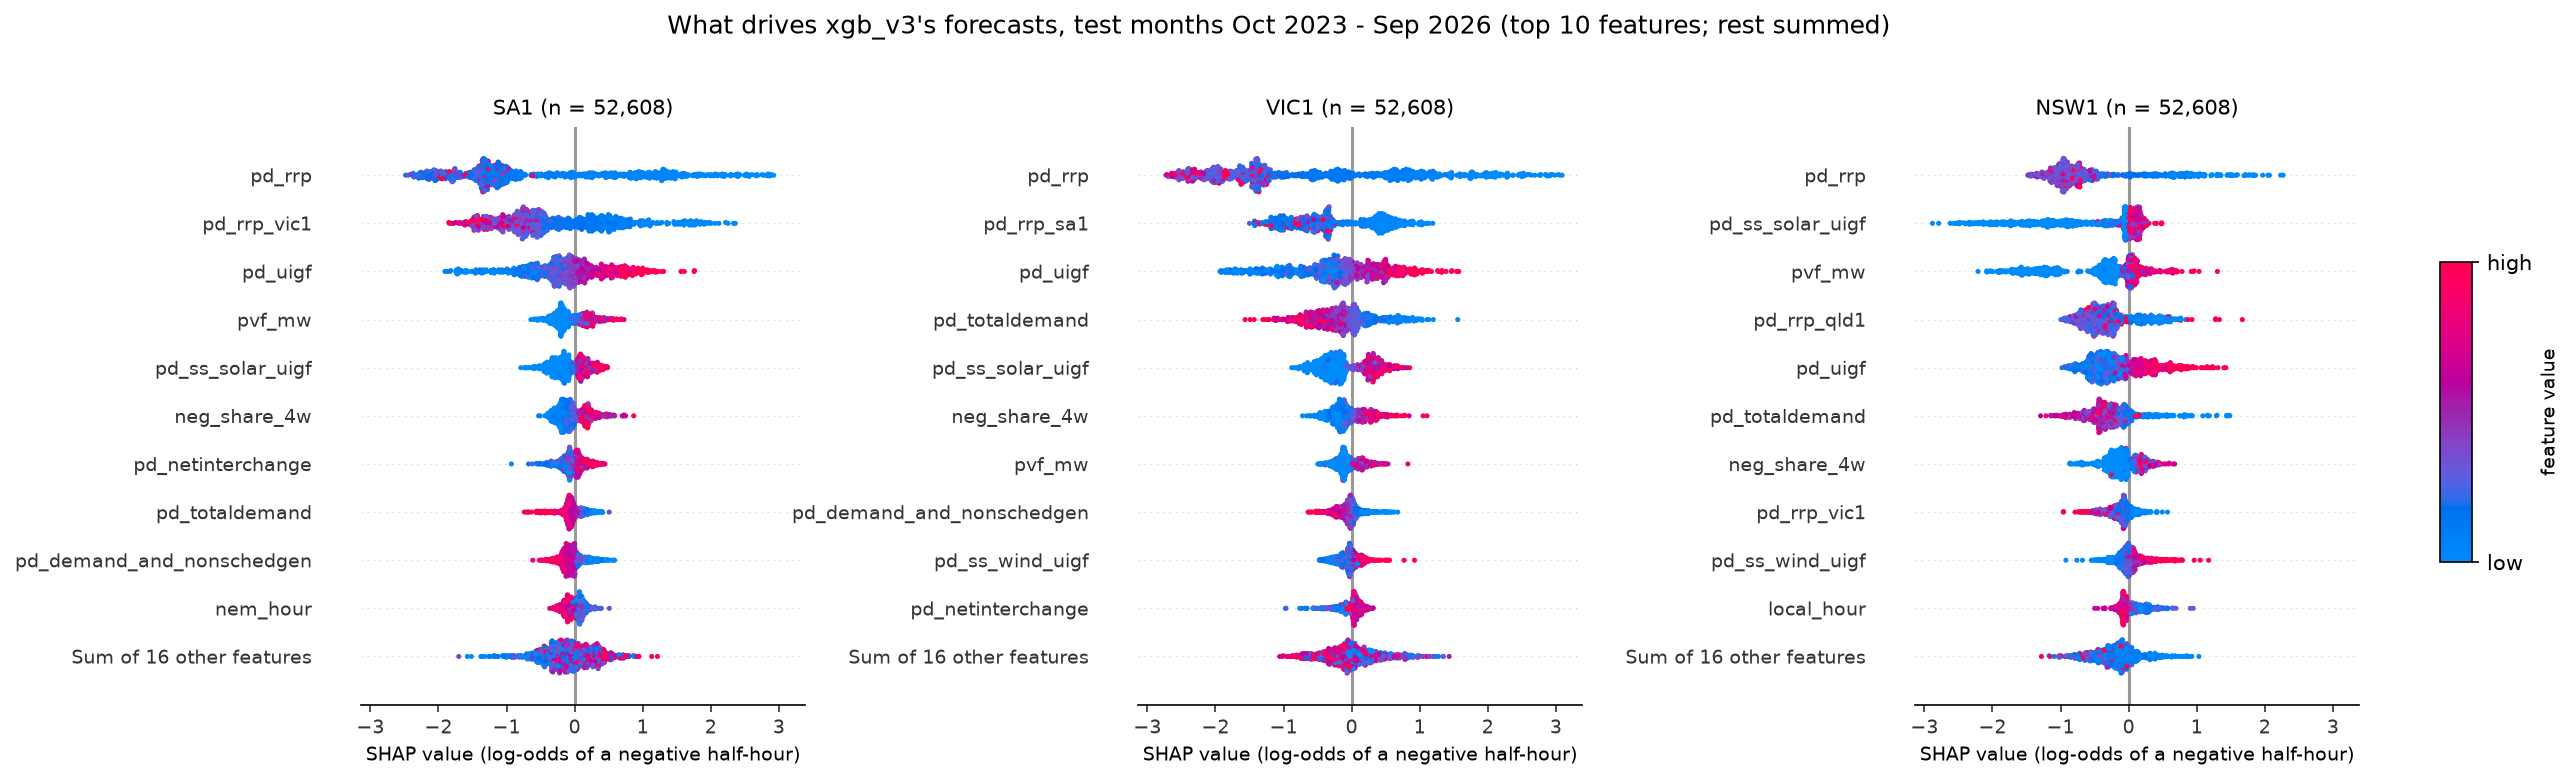 What drives xgb_v3's forecasts, test months Oct 2023 - Sep 2026 (top 10 features; rest summed)
SA1 (n = 52,608)
pd_rrp
pd_rrp_vic1
pd_uigf
pvf_mw
pd_ss_solar_uigf
neg_share_4w
pd_netinterchange
pd_totaldemand
pd_demand_and_nonschedgen
nem_hour
Sum of 16 other features
−3 −2 −1 0 1 2 3
SHAP value (log-odds of a negative half-hour)
VIC1 (n = 52,608)
pd_rrp
pd_rrp_sa1
pd_uigf
pd_totaldemand
pd_ss_solar_uigf
neg_share_4w
pvf_mw
pd_demand_and_nonschedgen
pd_ss_wind_uigf
pd_netinterchange
Sum of 16 other features
−3 −2 −1 0 1 2 3
SHAP value (log-odds of a negative half-hour)
NSW1 (n = 52,608)
pd_rrp
pd_ss_solar_uigf
pvf_mw
pd_rrp_qld1
pd_uigf
pd_totaldemand
neg_share_4w
pd_rrp_vic1
pd_ss_wind_uigf
local_hour
Sum of 16 other features
−3 −2 −1 0 1 2 3
SHAP value (log-odds of a negative half-hour)
high
low
feature value